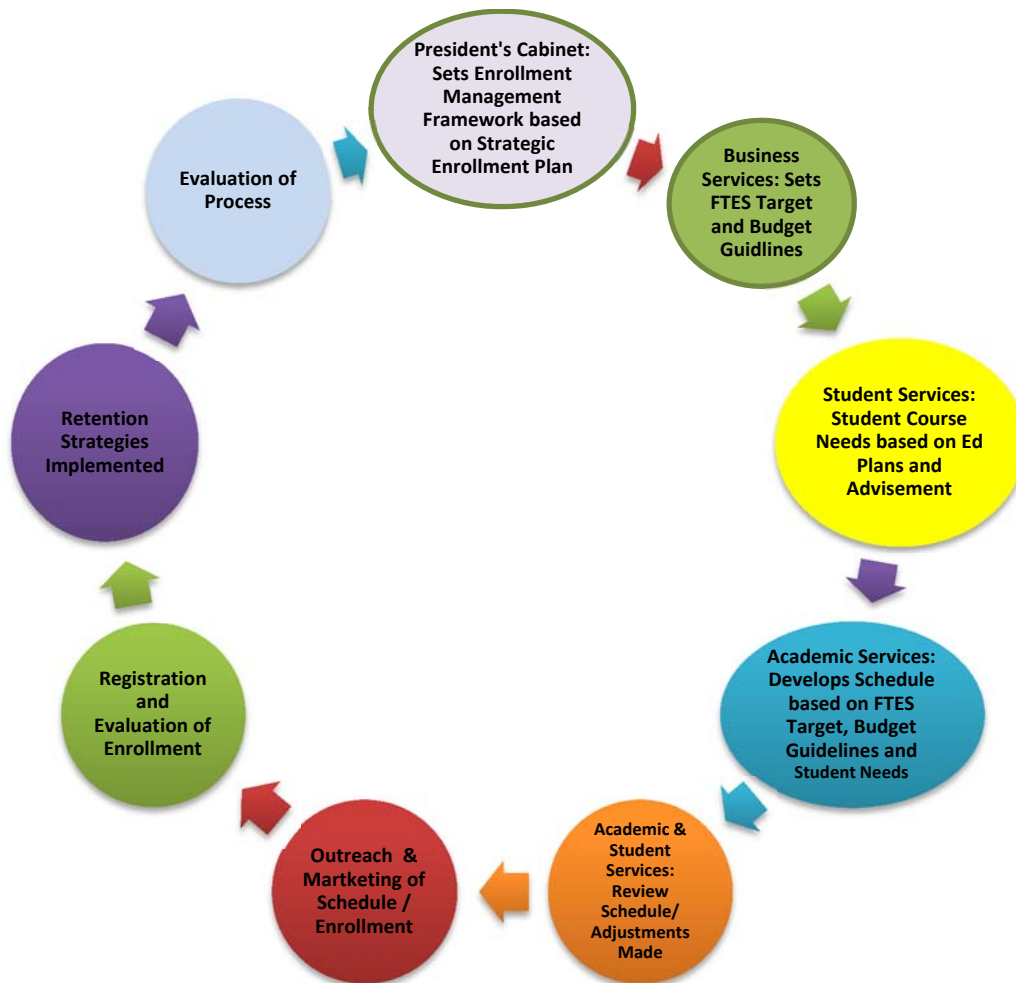 President's Cabinet:
Sets Enrollment
Management
Framework based
on Strategic
Enrollment Plan
Business
Services: Sets
FTES Target
and Budget
Guidlines
Student Services:
Student Course
Needs based on Ed
Plans and
Advisement
Academic Services:
Develops Schedule
based on FTES
Target, Budget
Guidelines and
Student Needs
Academic &
Student
Services:
Review
Schedule/
Adjustments
Made
Outreach  &
Martketing of
Schedule /
Enrollment
Registration
and
Evaluation of
Enrollment
Retention
Strategies
Implemented
Evaluation of
Process